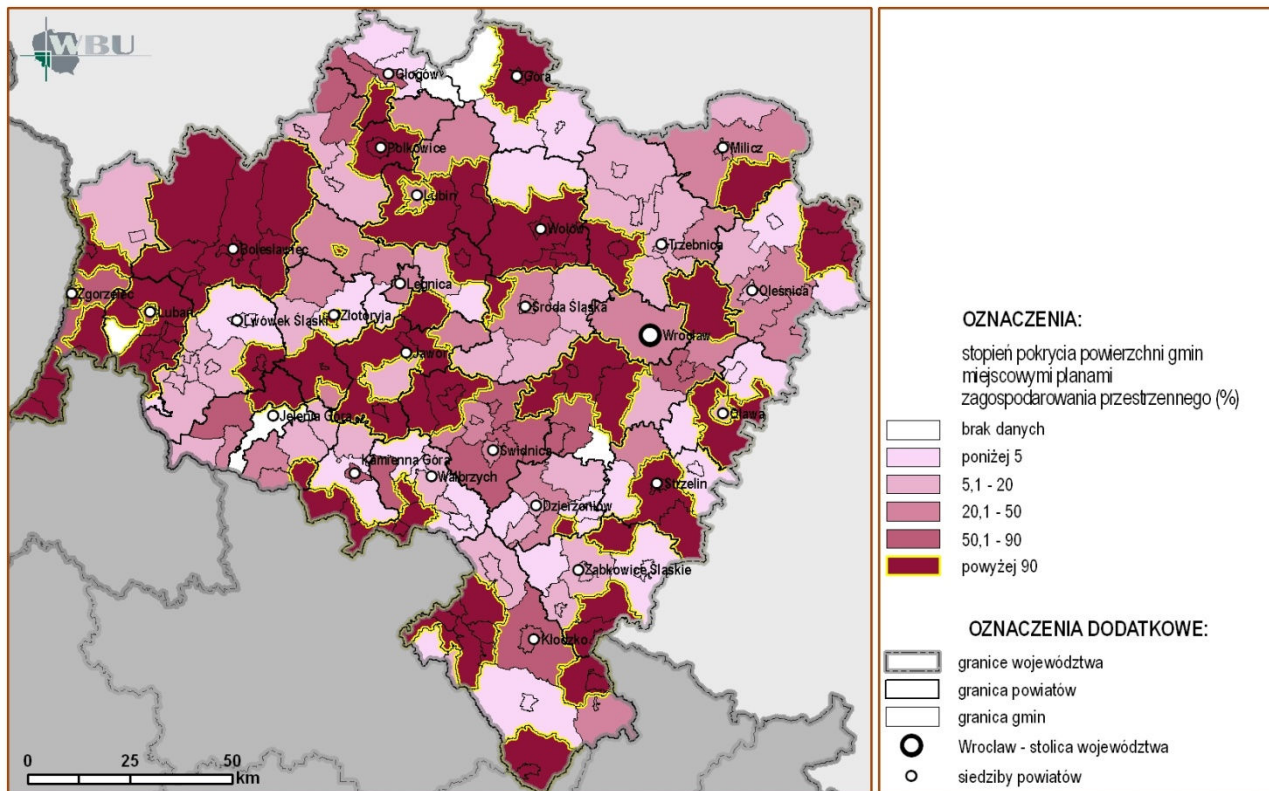 WBU
Głogów
Góra
Polkowice
Milicz
Lubin
Wołów
Trzebnica
Bolesławiec
Legnica
Oleśnica
Zgorzelec
Lubań
Lwówek Śląski
Złotoryja
Środa Śląska
Wrocław
Jawor
Jelenia Góra
Oława
Kamienna Góra
Świdnica
Wałbrzych
Strzelin
Dzierżoniów
Ząbkowice Śląskie
Kłodzko
0 25 50
km
OZNACZENIA:
stopień pokrycia powierzchni gmin
miejscowymi planami
zagospodarowania przestrzennego (%)
brak danych
poniżej 5
5,1 - 20
20,1 - 50
50,1 - 90
powyżej 90
OZNACZENIA DODATKOWE:
granice województwa
granica powiatów
granica gmin
Wrocław - stolica województwa
siedziby powiatów